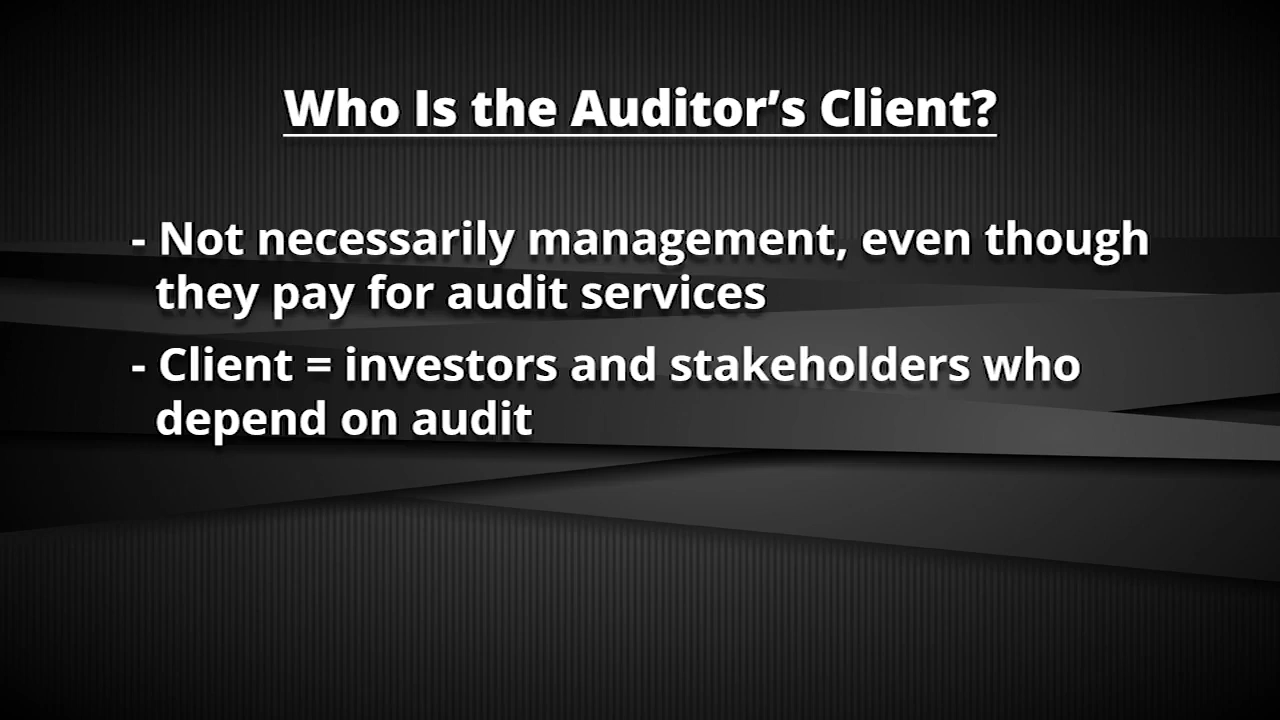 Who Is the Auditor’s Client?
- Not necessarily management, even though
they pay for audit services
- Client = investors and stakeholders who
depend on audit